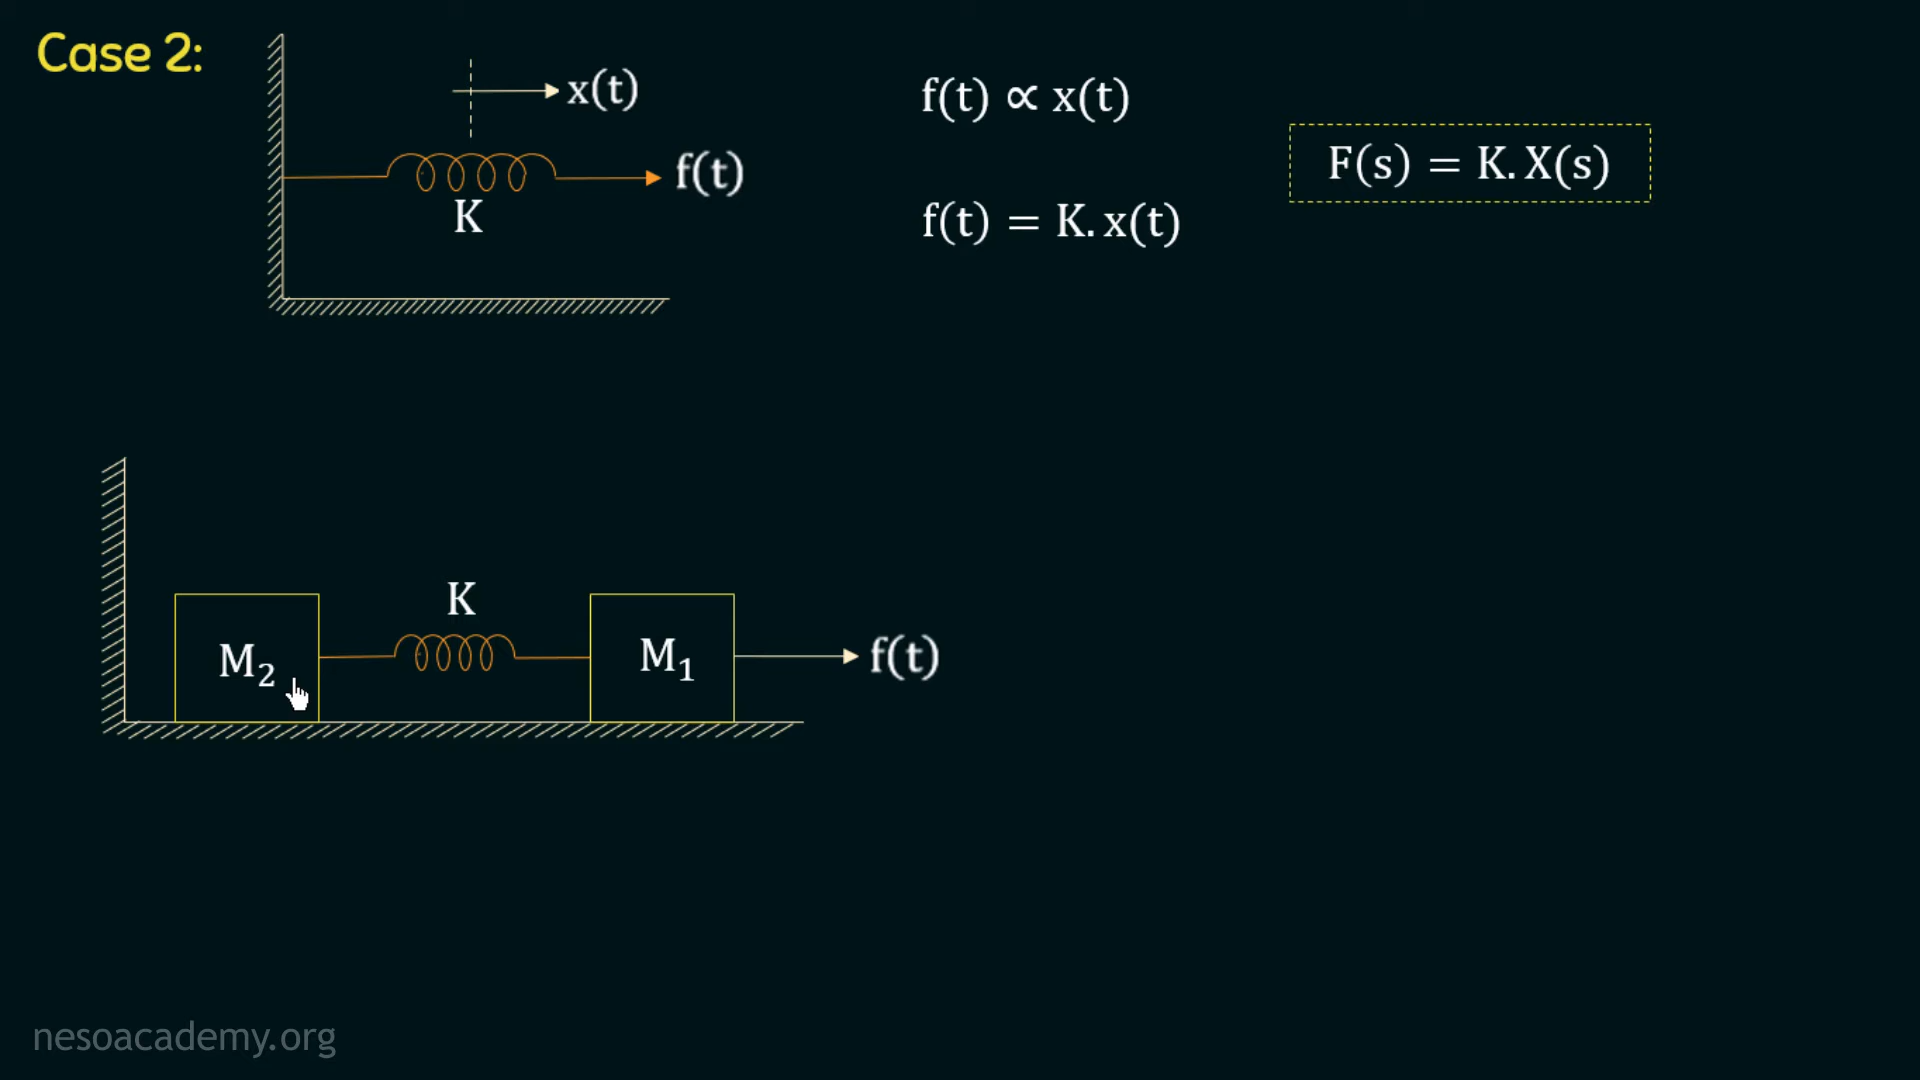 Case 2:
x(t)
f(t)
K
f(t) ∝ x(t)
f(t) = K. x(t)
F(s) = K. X(s)
K
M₂
M₁
f(t)
nesoacademy.org